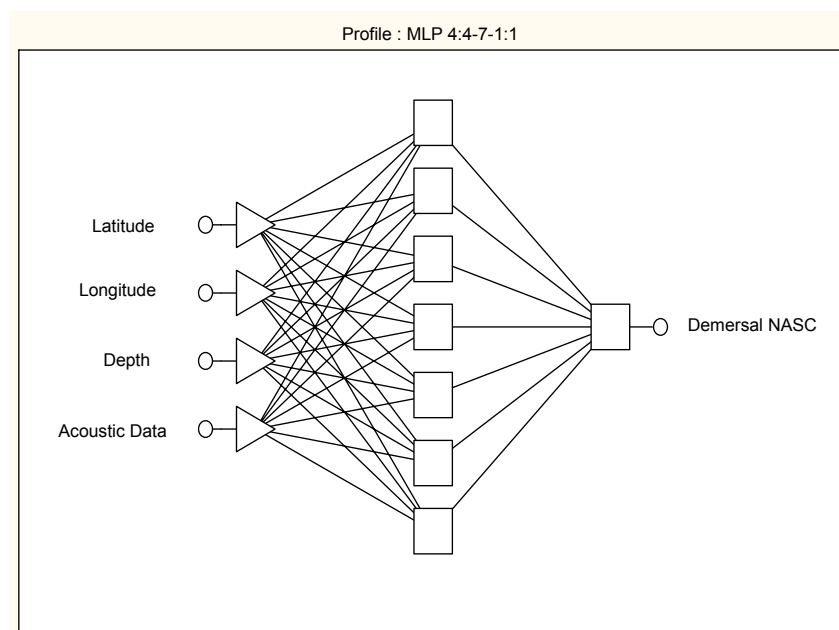 Profile : MLP 4:4-7-1:1
Latitude
Longitude
Depth
Acoustic Data
Demersal NASC